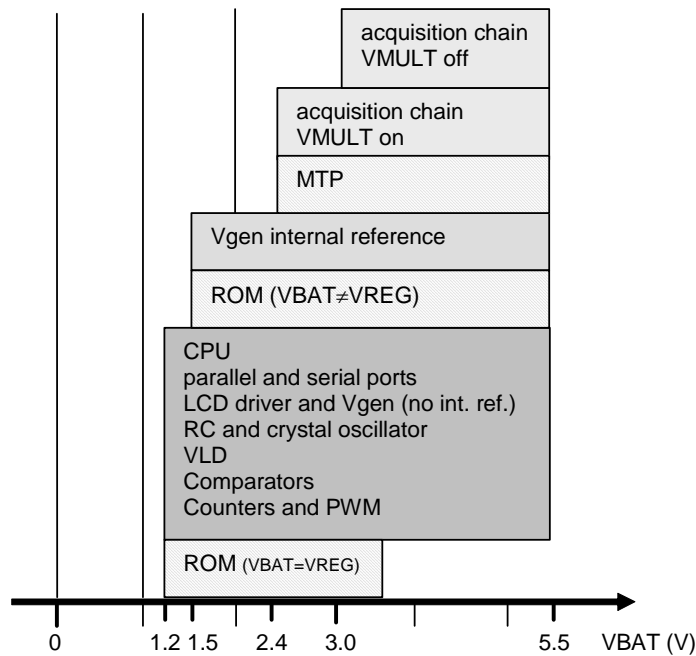 acquisition chain
VMULT off
acquisition chain
VMULT on
MTP
Vgen internal reference
ROM (VBAT≠VREG)
CPU
parallel and serial ports
LCD driver and Vgen (no int. ref.)
RC and crystal oscillator
VLD
Comparators
Counters and PWM
ROM (VBAT=VREG)
0 1.2 1.5 2.4 3.0 5.5 VBAT (V)